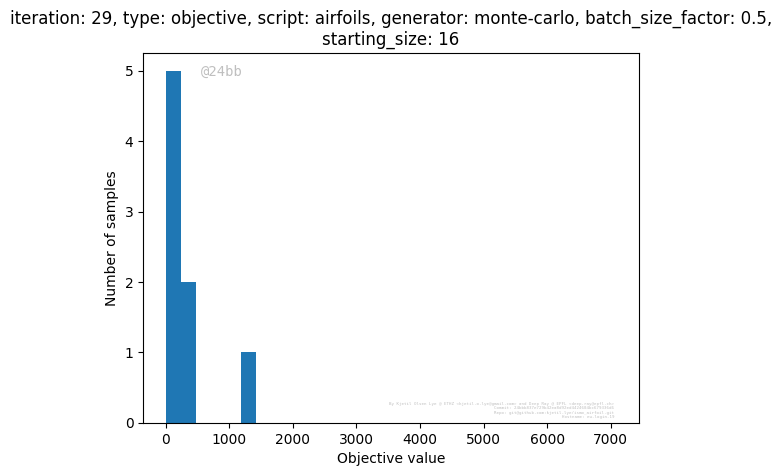 iteration: 29, type: objective, script: airfoils, generator: monte-carlo, batch_size_factor: 0.5,
starting_size: 16
@24bb
5
4
3
2
1
0
Number of samples
0 1000 2000 3000 4000 5000 6000 7000
Objective value